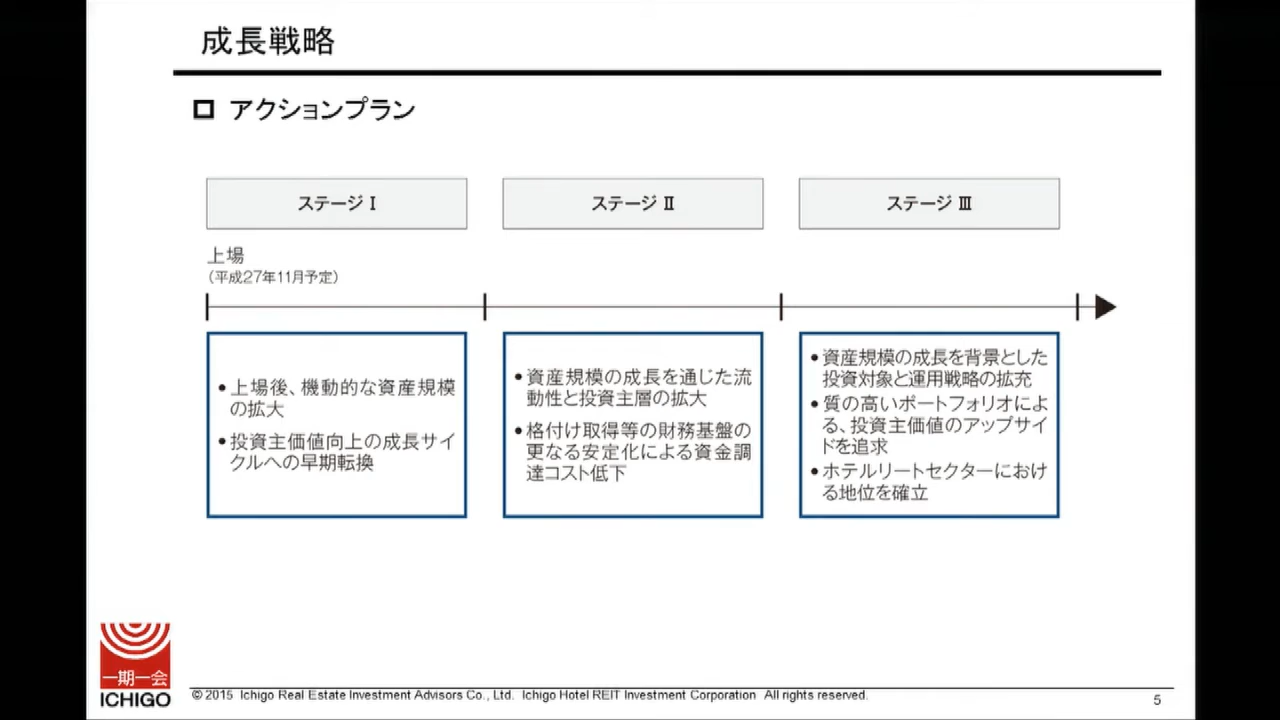 成長戦略
アクションプラン
ステージ Ⅰ
ステージ Ⅱ
ステージ Ⅲ
上場
(平成27年11月予定)
●上場後、機動的な資産規模
の拡大
●投資主価値向上の成長サイ
クルへの早期転換
●資産規模の成長を通じた流
動性と投資主層の拡大
●格付け取得等の財務基盤の
更なる安定化による資金調
達コスト低下
●資産規模の成長を背景とした
投資対象と運用戦略の拡充
●質の高いポートフォリオによ
る、投資主価値のアップサイ
ドを追求
●ホテルリートセクターにおけ
る地位を確立
一期一会
ICHIGO
© 2015 Ichigo Real Estate Investment Advisors Co., Ltd. Ichigo Hotel REIT Investment Corporation All rights reserved.
5